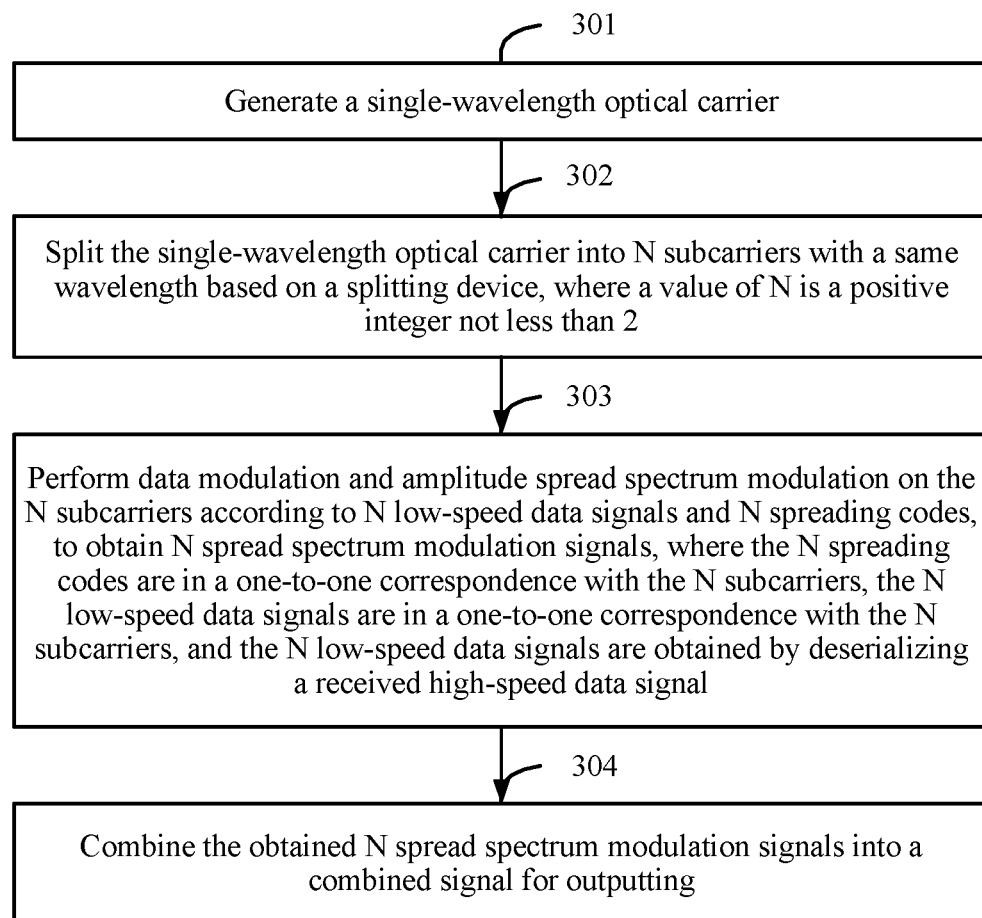 301
Generate a single-wavelength optical carrier
302
Split the single-wavelength optical carrier into N subcarriers with a same
wavelength based on a splitting device, where a value of N is a positive
integer not less than 2
303
Perform data modulation and amplitude spread spectrum modulation on the
N subcarriers according to N low-speed data signals and N spreading codes,
to obtain N spread spectrum modulation signals, where the N spreading
codes are in a one-to-one correspondence with the N subcarriers, the N
low-speed data signals are in a one-to-one correspondence with the N
subcarriers, and the N low-speed data signals are obtained by deserializing
a received high-speed data signal
304
Combine the obtained N spread spectrum modulation signals into a
combined signal for outputting